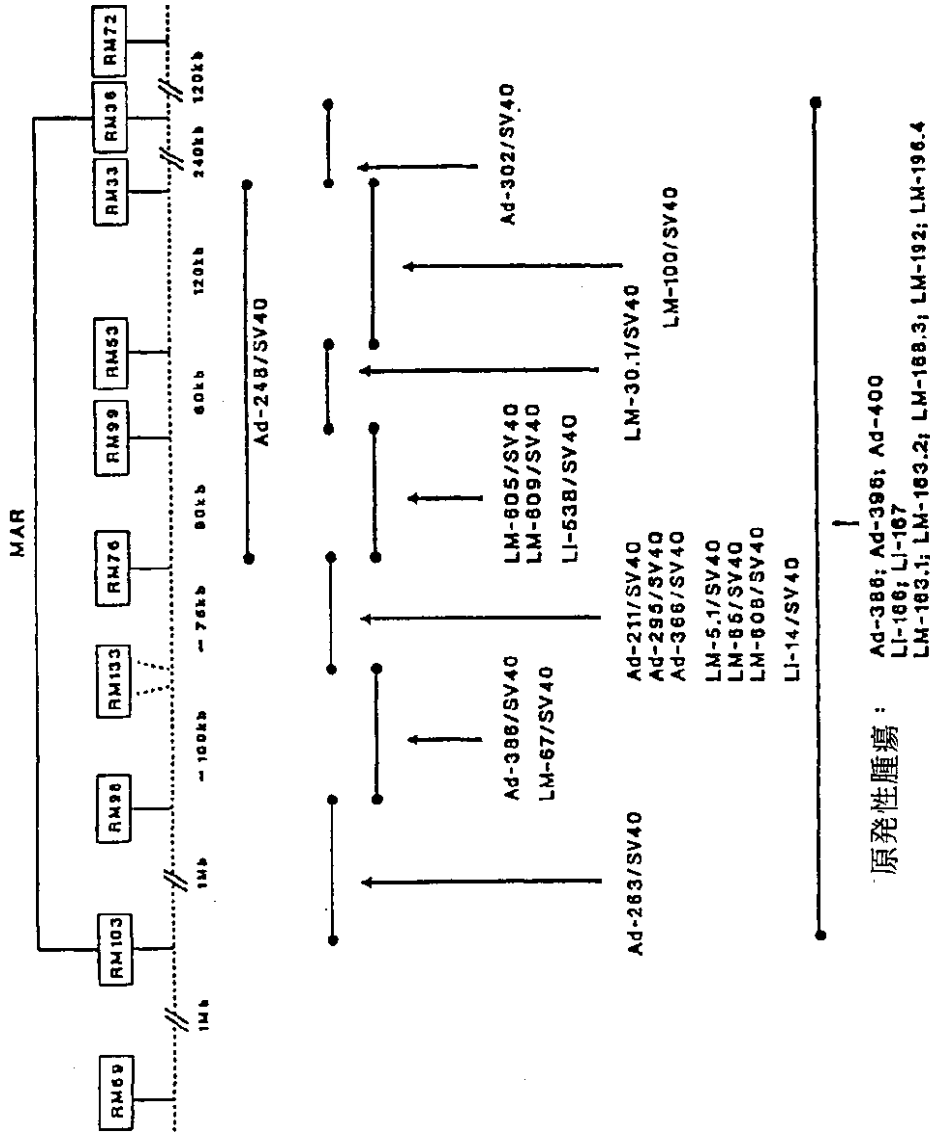 MAR
RM69
RM103
RM98
RM133
RM76
RM99
RM53
RM33
RM36
RM72
1Mb
1Mb
~100kb
~75kb
90kb
60kb
120kb
240kb
120kb
Ad-248/SV40
Ad-263/SV40
Ad-386/SV40
LM-67/SV40
Ad-211/SV40
Ad-295/SV40
Ad-366/SV40
LM-5.1/SV40
LM-65/SV40
LM-608/SV40
LI-14/SV40
LM-605/SV40
LM-609/SV40
LI-538/SV40
LM-30.1/SV40
LM-100/SV40
Ad-302/SV40
原発性腫瘍: Ad-386; Ad-396; Ad-400
LI-166; LI-167
LM-163.1; LM-163.2; LM-168.3; LM-192; LM-196.4